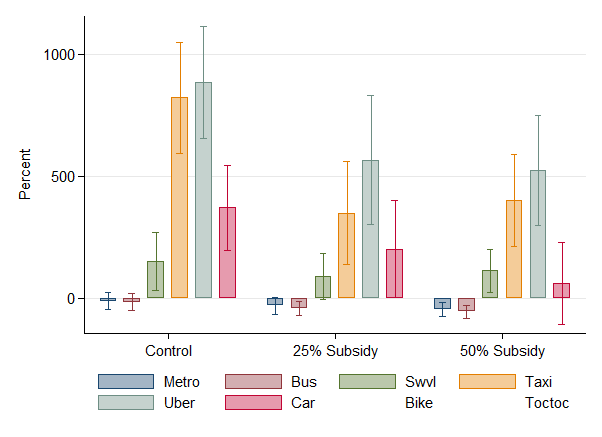 1000
500
0
Percent
Control 25% Subsidy 50% Subsidy
Metro Bus Swvl Taxi
Uber Car Bike Toctoc